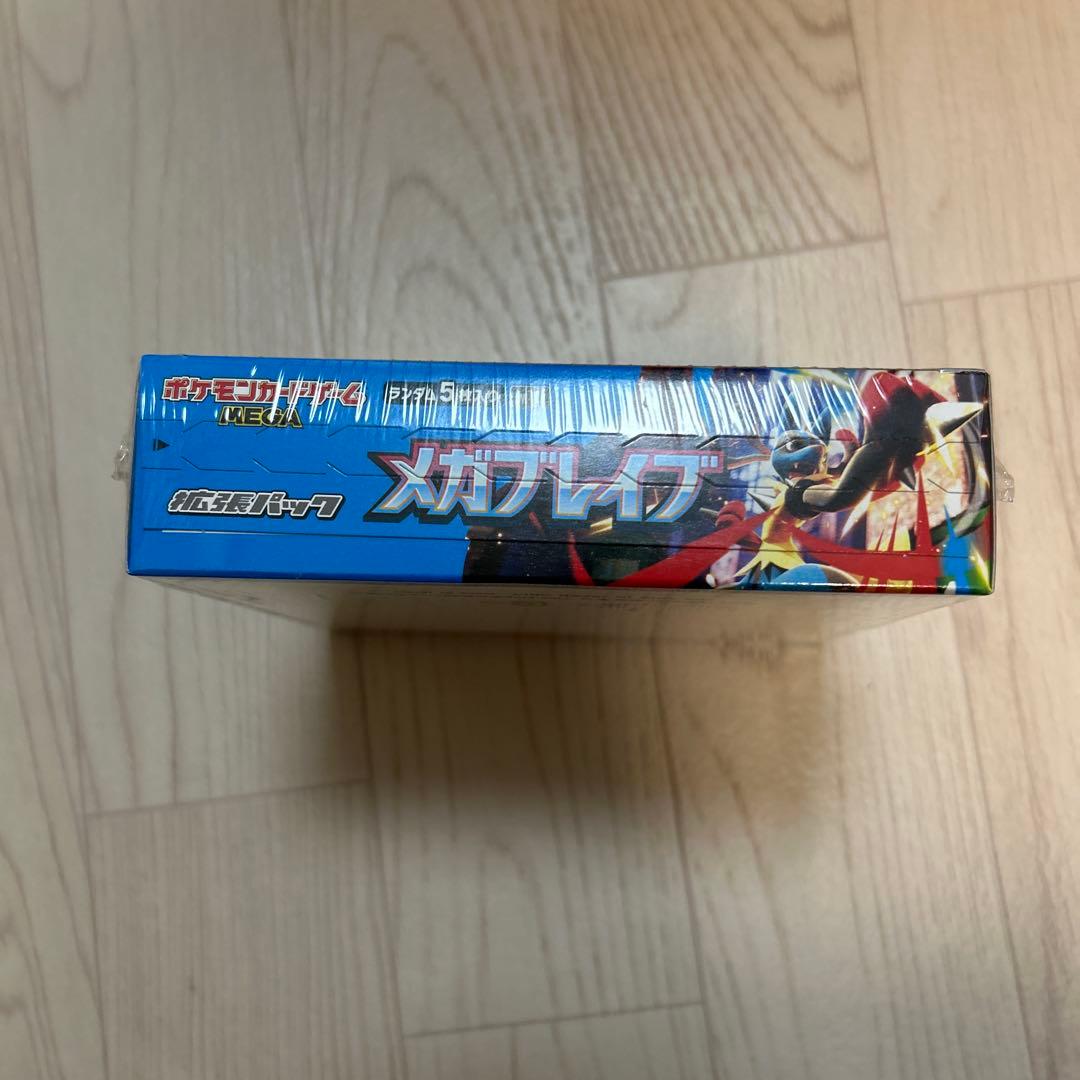 ポケモンカードゲーム
MEGA
ランダム5枚入り
拡張パック
メガブレイブ